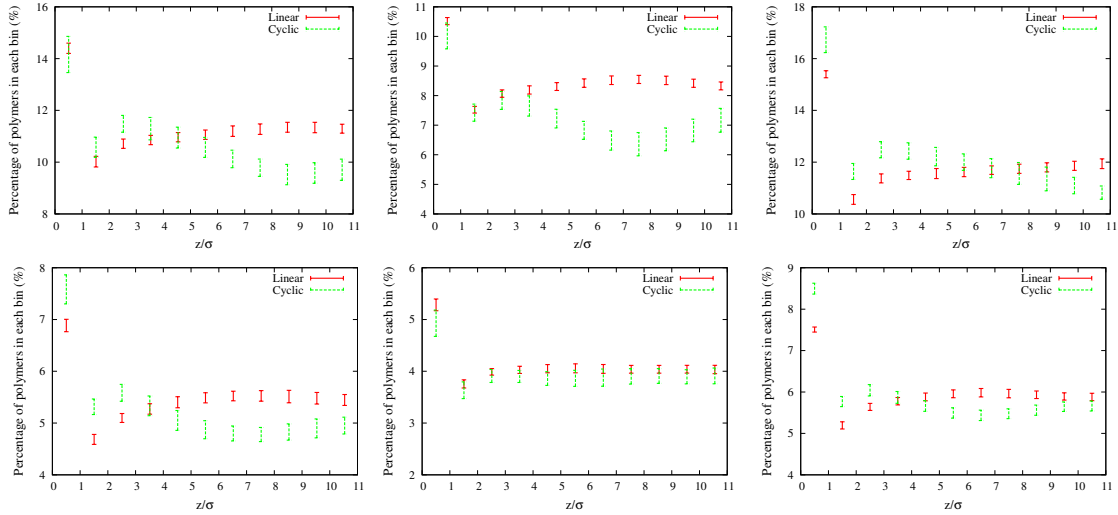 Percentage of polymers in each bin (%)
16
14
12
10
8
0 1 2 3 4 5 6 7 8 9 10 11
z/σ
Linear
Cyclic
Percentage of polymers in each bin (%)
11
10
9
8
7
6
5
4
0 1 2 3 4 5 6 7 8 9 10 11
z/σ
Linear
Cyclic
Percentage of polymers in each bin (%)
18
16
14
12
10
0 1 2 3 4 5 6 7 8 9 10 11
z/σ
Linear
Cyclic
Percentage of polymers in each bin (%)
8
7
6
5
4
0 1 2 3 4 5 6 7 8 9 10 11
z/σ
Linear
Cyclic
Percentage of polymers in each bin (%)
8
7
6
5
4
3
2
0 1 2 3 4 5 6 7 8 9 10 11
z/σ
Linear
Cyclic
Percentage of polymers in each bin (%)
9
8
7
6
5
4
0 1 2 3 4 5 6 7 8 9 10 11
z/σ
Linear
Cyclic